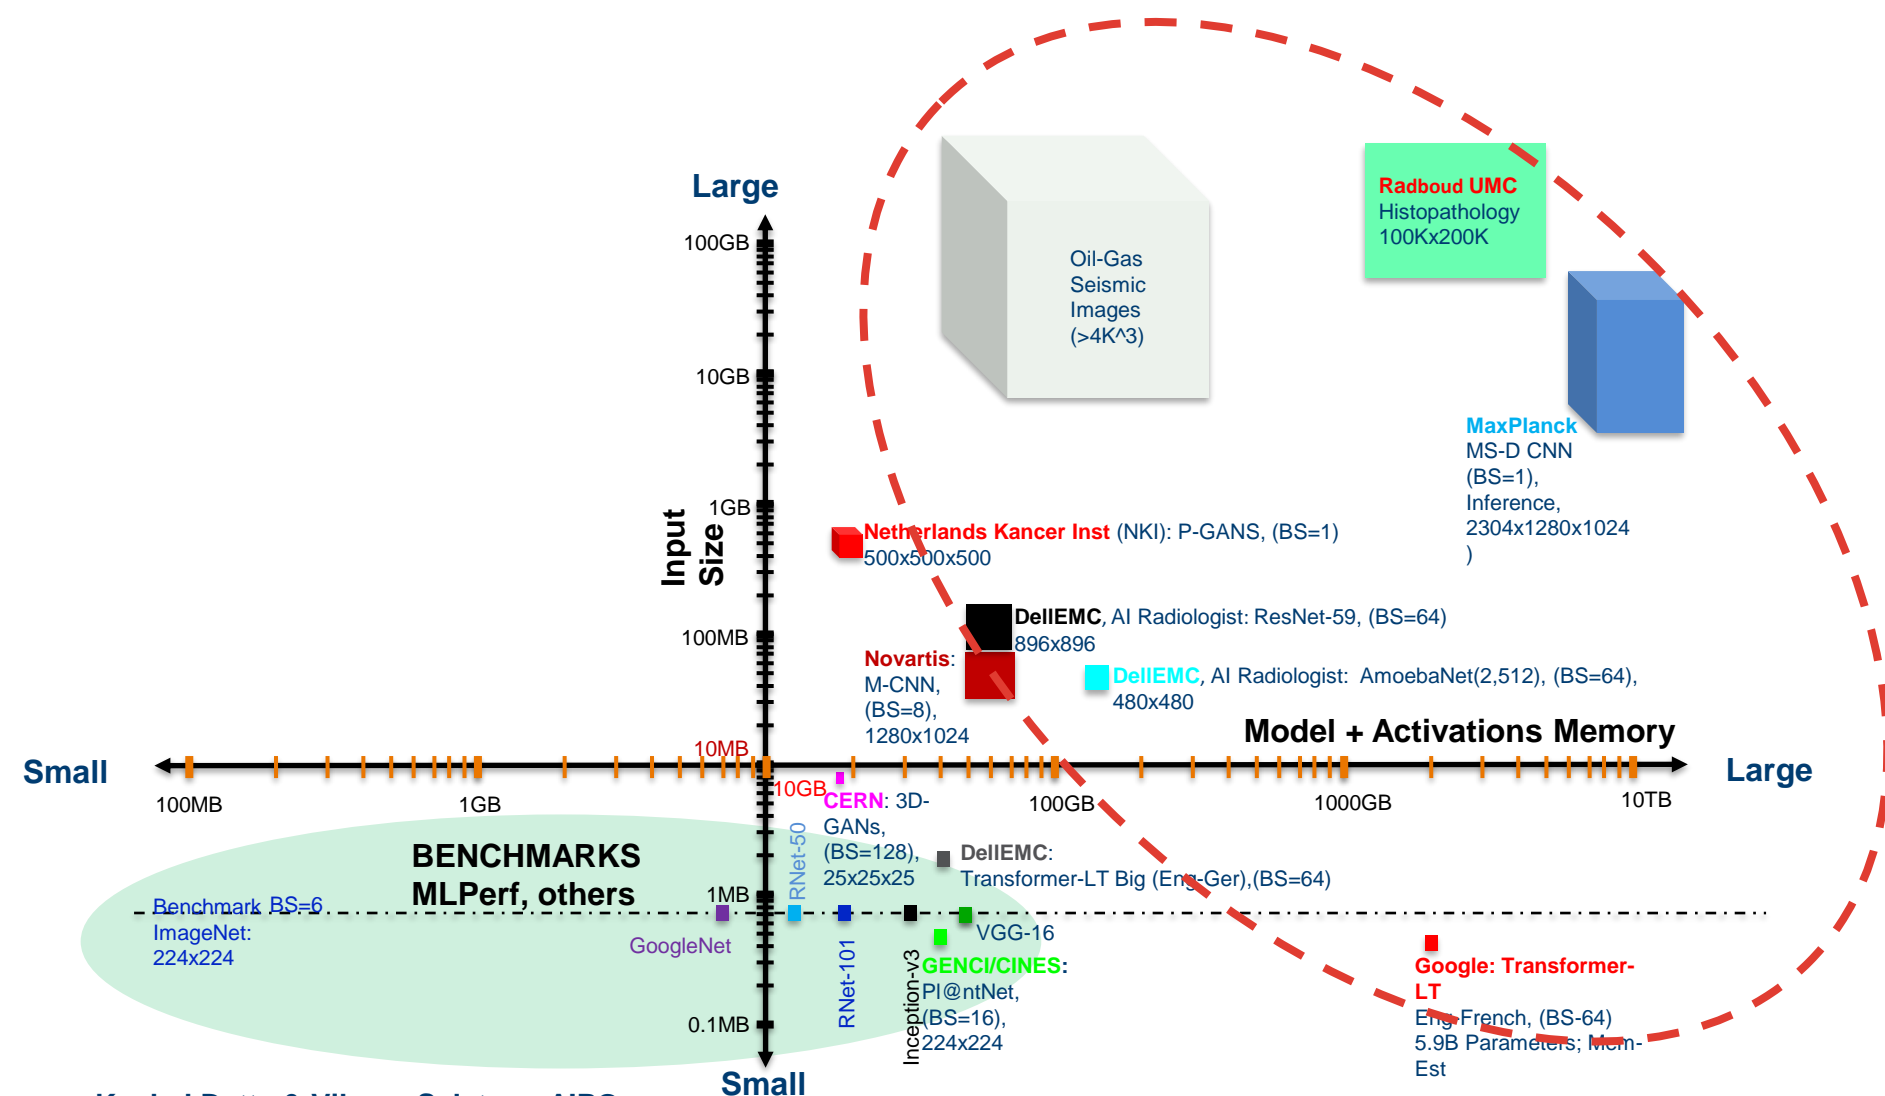 Large
100GB
10GB
1GB
Input
Size
100MB
10MB
10GB
1MB
0.1MB
Small
Small
100MB
1GB
100GB
1000GB
10TB
Large
Model + Activations Memory
Oil-Gas
Seismic
Images
(>4K^3)
Radboud UMC
Histopathology
100Kx200K
MaxPlanck
MS-D CNN
(BS=1),
Inference,
2304x1280x1024
)
Netherlands Kancer Inst (NKI): P-GANS, (BS=1)
500x500x500
DellEMC, AI Radiologist: ResNet-59, (BS=64)
896x896
Novartis:
M-CNN,
(BS=8),
1280x1024
DellEMC, AI Radiologist: AmoebaNet(2,512), (BS=64),
480x480
CERN: 3D-
GANs,
(BS=128),
25x25x25
RNet-50
DellEMC:
Transformer-LT Big (Eng-Ger),(BS=64)
BENCHMARKS
MLPerf, others
Benchmark BS=6
ImageNet:
224x224
GoogleNet
RNet-101
Inception-v3
VGG-16
GENCI/CINES:
Pl@ntNet,
(BS=16),
224x224
Google: Transformer-
LT
Eng-French, (BS-64)
5.9B Parameters; Mem-
Est